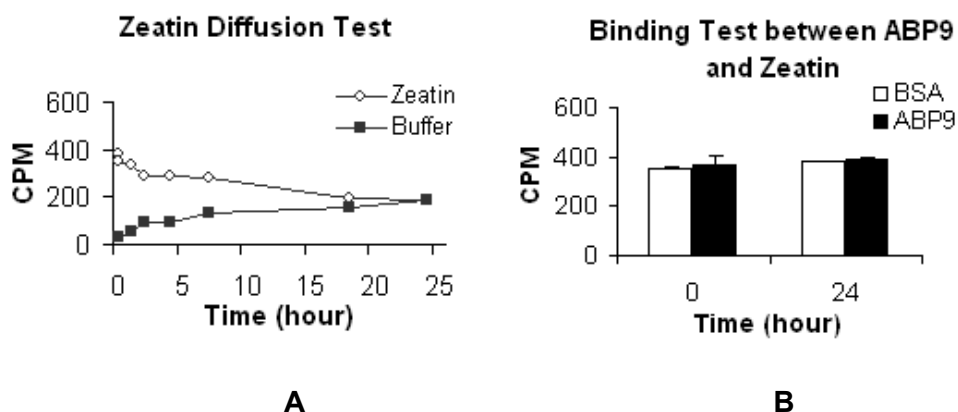 Zeatin Diffusion Test
600
400
200
0
CPM
Zeatin
Buffer
0 5 10 15 20 25
Time (hour)
A
Binding Test between ABP9
and Zeatin
600
400
200
0
CPM
BSA
ABP9
0 24
Time (hour)
B